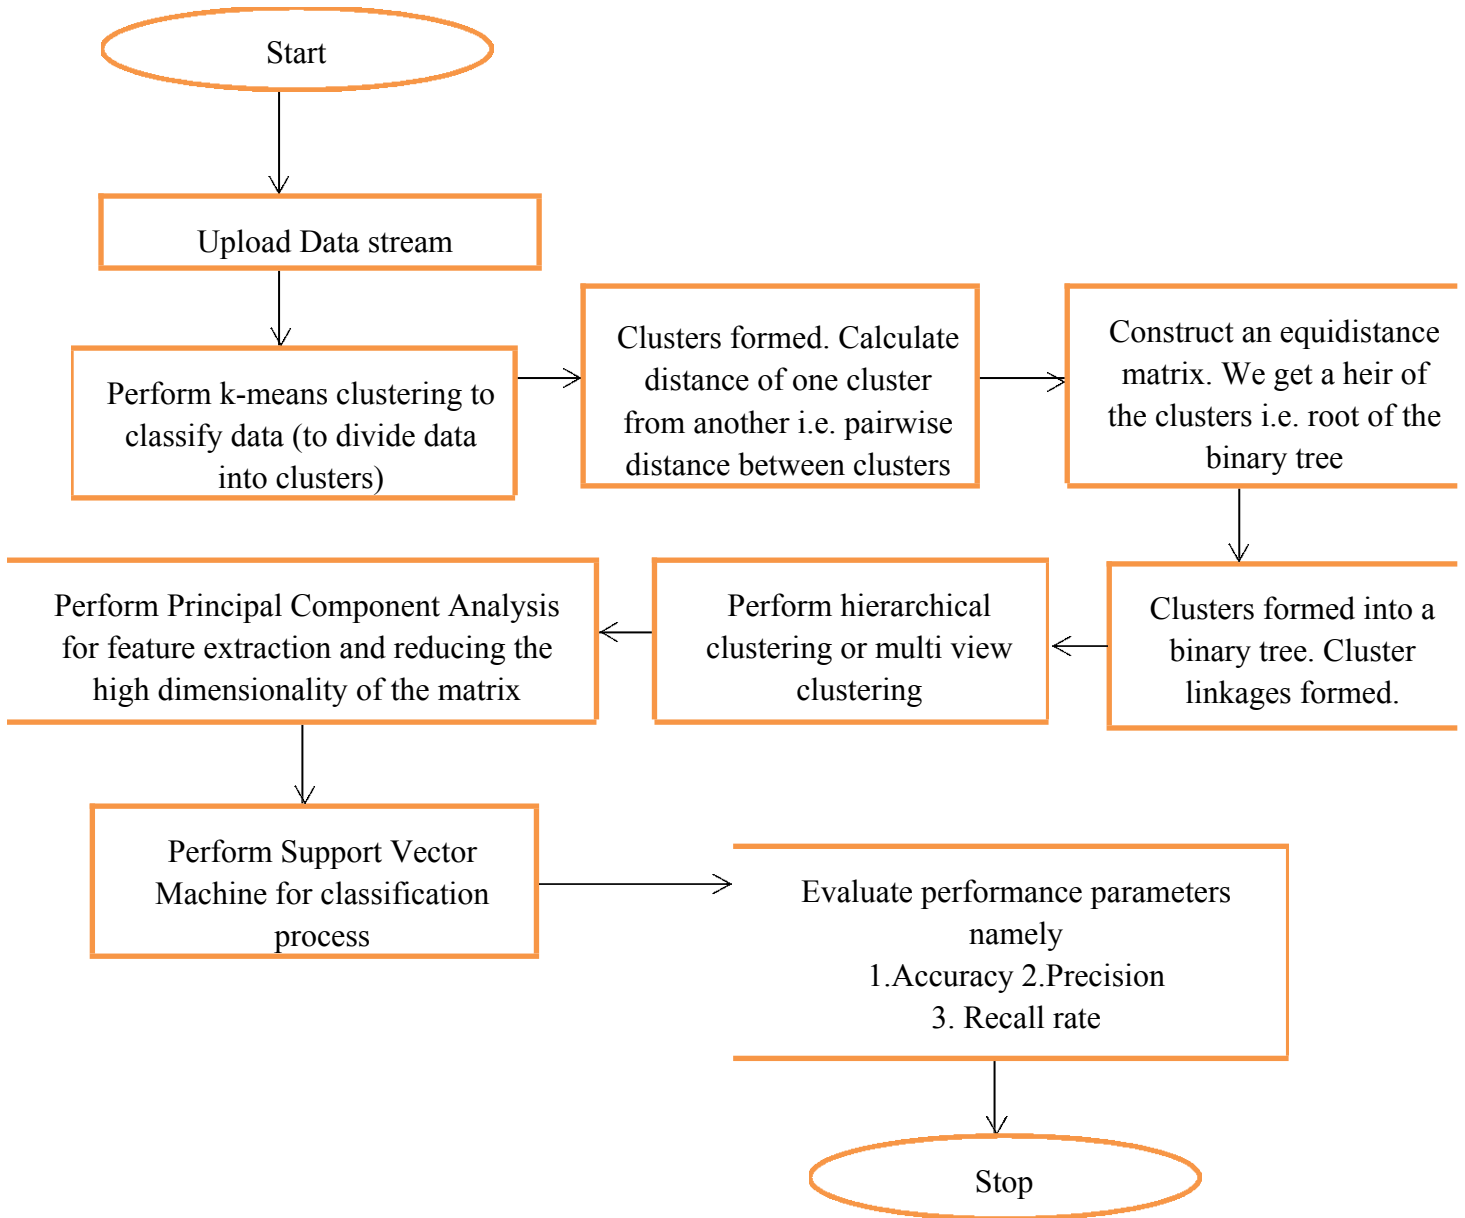 Start
Upload Data stream
Perform k-means clustering to
classify data (to divide data
into clusters)
Clusters formed. Calculate
distance of one cluster
from another i.e. pairwise
distance between clusters
Construct an equidistance
matrix. We get a heir of
the clusters i.e. root of the
binary tree
Clusters formed into a
binary tree. Cluster
linkages formed.
Perform hierarchical
clustering or multi view
clustering
Perform Principal Component Analysis
for feature extraction and reducing the
high dimensionality of the matrix
Perform Support Vector
Machine for classification
process
Evaluate performance parameters
namely
1.Accuracy 2.Precision
3. Recall rate
Stop